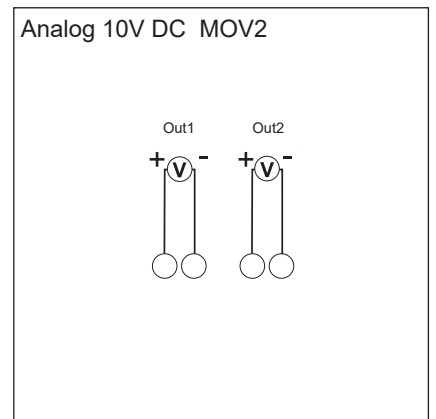 Analog 10V DC  MOV2
Out1 Out2
+ V - + V -